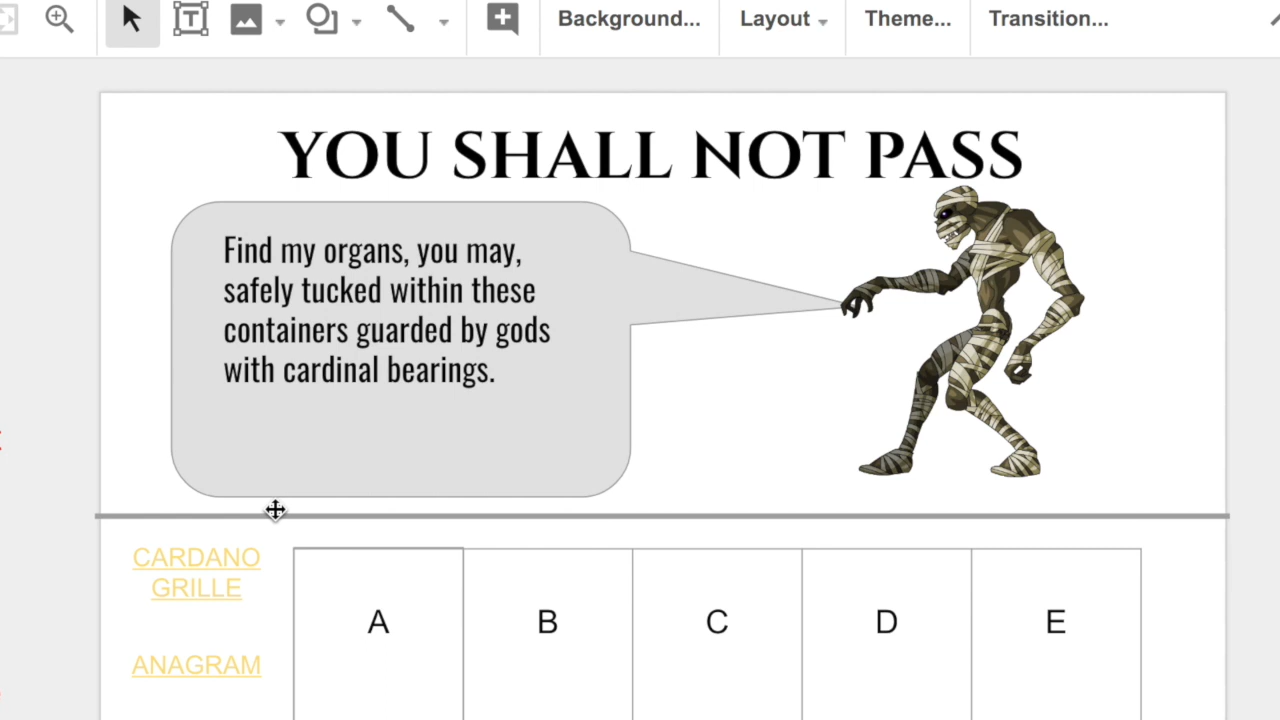 Background... Layout Theme... Transition...
YOU SHALL NOT PASS
Find my organs, you may,
safely tucked within these
containers guarded by gods
with cardinal bearings.
CARDANO
GRILLE
A B C D E
ANAGRAM